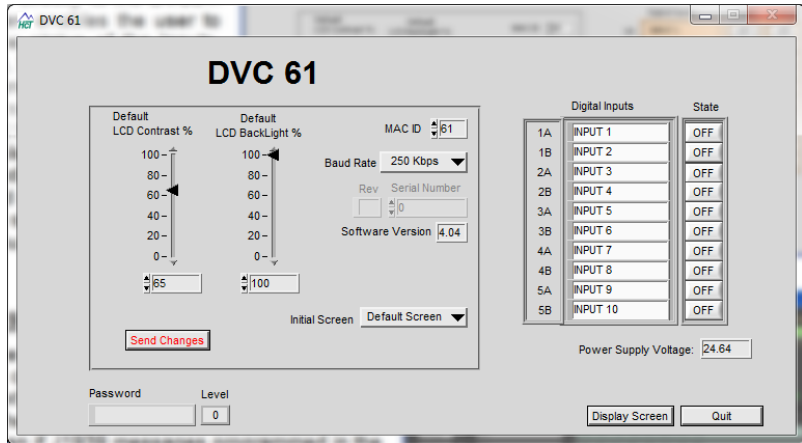 HCT DVC 61
DVC 61
Default
LCD Contrast %
100
80
60
40
20
0
65
Default
LCD BackLight %
100
80
60
40
20
0
100
MAC ID 61
Baud Rate 250 Kbps
Rev Serial Number
0
Software Version 4.04
Initial Screen Default Screen
Send Changes
Password Level
0
Digital Inputs State
1A INPUT 1 OFF
1B INPUT 2 OFF
2A INPUT 3 OFF
2B INPUT 4 OFF
3A INPUT 5 OFF
3B INPUT 6 OFF
4A INPUT 7 OFF
4B INPUT 8 OFF
5A INPUT 9 OFF
5B INPUT 10 OFF
Power Supply Voltage: 24.64
Display Screen Quit